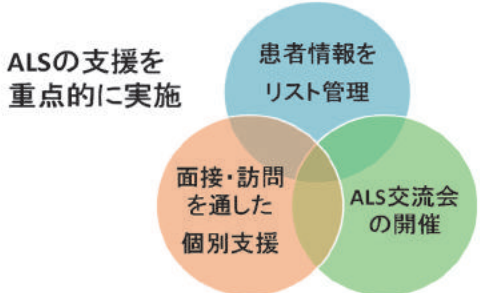 ALSの支援を
重点的に実施
患者情報を
リスト管理
面接・訪問
を通した
個別支援
ALS交流会
の開催